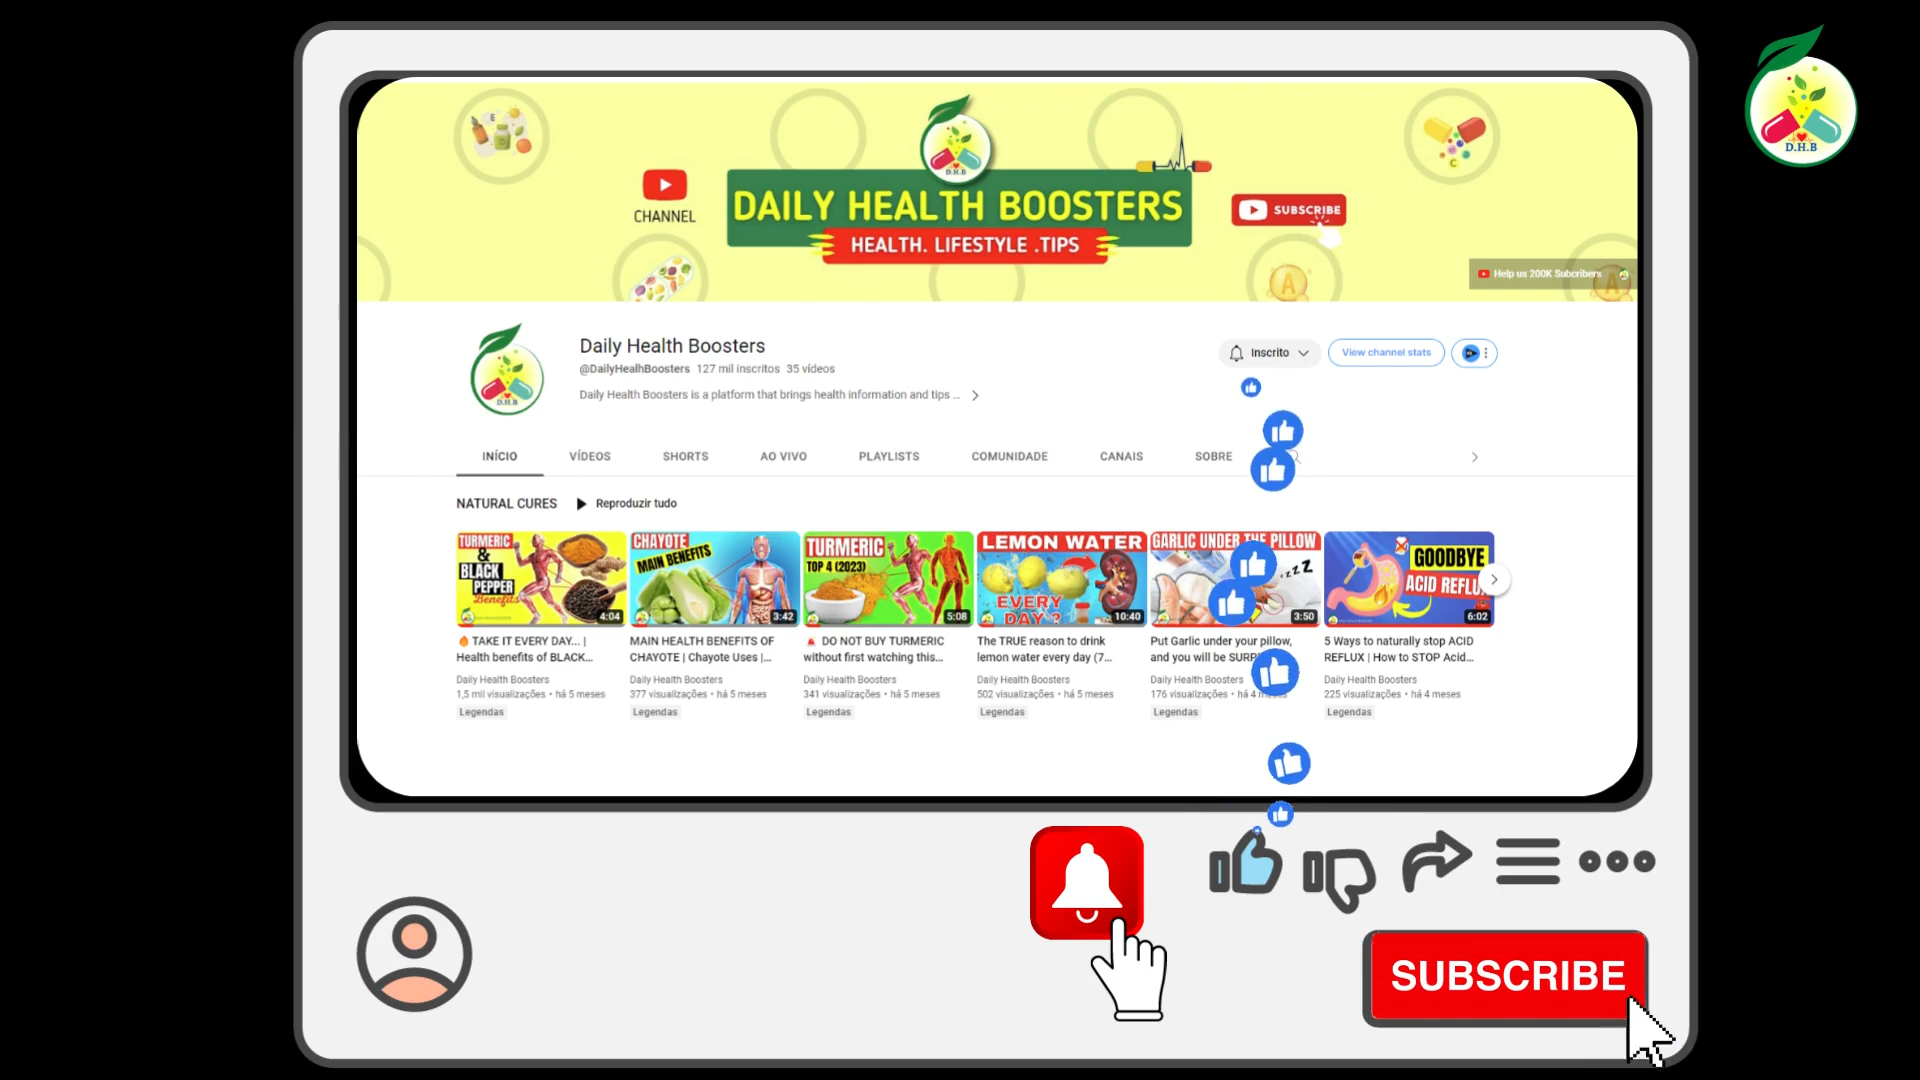 D.H.B
D.H.B
CHANNEL
DAILY HEALTH BOOSTERS
HEALTH. LIFESTYLE .TIPS
SUBSCRIBE
E
C
A
A
Help us 200K Subcribers
D.H.B
Daily Health Boosters
@DailyHealhBoosters 127 mil inscritos 35 vídeos
Daily Health Boosters is a platform that brings health information and tips ...
Inscrito
View channel stats
INÍCIO VÍDEOS SHORTS AO VIVO PLAYLISTS COMUNIDADE CANAIS SOBRE
NATURAL CURES Reproduzir tudo
TURMERIC
&
BLACK
PEPPER
Benefits
4:04
TAKE IT EVERY DAY... |
Health benefits of BLACK...
Daily Health Boosters
1,5 mil visualizações • há 5 meses
Legendas
CHAYOTE
MAIN BENEFITS
3:42
MAIN HEALTH BENEFITS OF
CHAYOTE | Chayote Uses |...
Daily Health Boosters
377 visualizações • há 5 meses
Legendas
TURMERIC
TOP 4 (2023)
5:08
DO NOT BUY TURMERIC
without first watching this...
Daily Health Boosters
341 visualizações • há 5 meses
Legendas
LEMON WATER
EVERY
DAY ?
10:40
The TRUE reason to drink
lemon water every day (7...
Daily Health Boosters
502 visualizações • há 5 meses
Legendas
GARLIC UNDER THE PILLOW
zzZZ
3:50
Put Garlic under your pillow,
and you will be SURP
Daily Health Boosters
176 visualizações • há 4
Legendas
GOODBYE
ACID REFLU
6:02
5 Ways to naturally stop ACID
REFLUX | How to STOP Acid...
Daily Health Boosters
225 visualizações • há 4 meses
Legendas
SUBSCRIBE